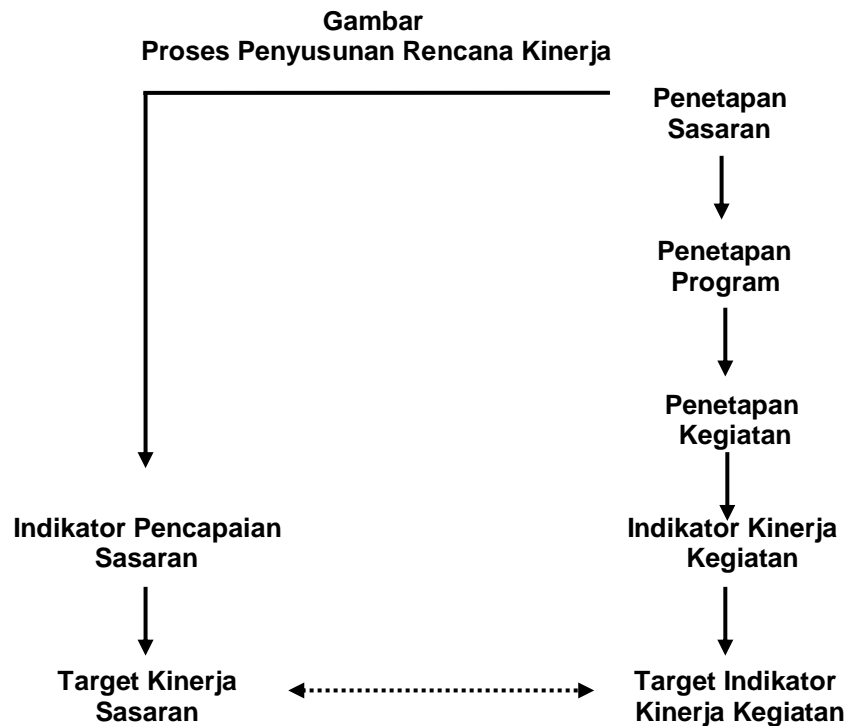 Gambar
Proses Penyusunan Rencana Kinerja
Penetapan
Sasaran
Penetapan
Program
Penetapan
Kegiatan
Indikator Pencapaian
Sasaran
Indikator Kinerja
Kegiatan
Target Kinerja
Sasaran
Target Indikator
Kinerja Kegiatan